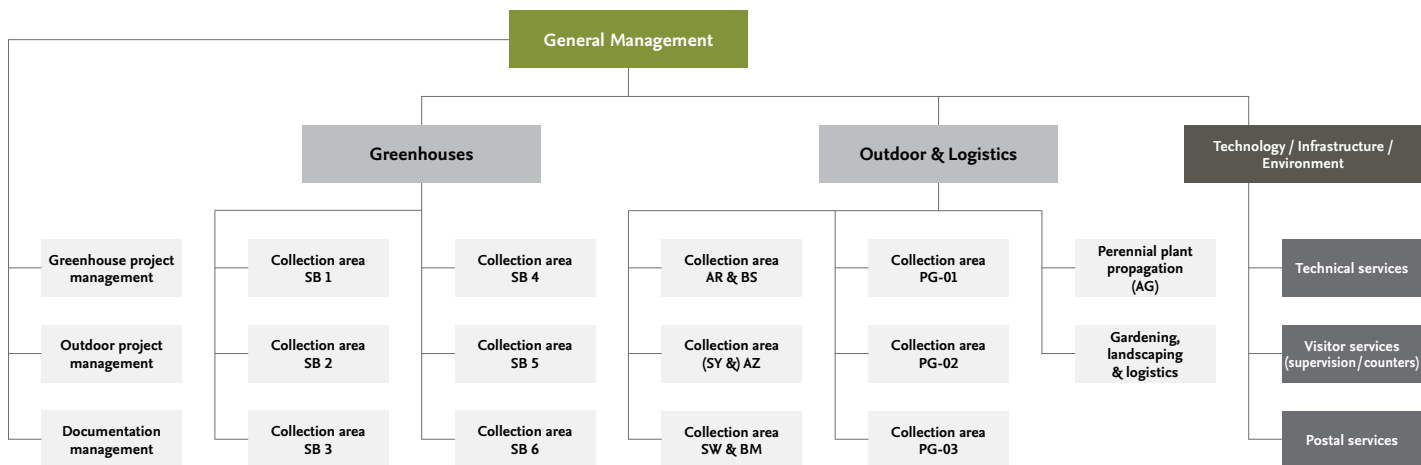 General Management
Greenhouses
Outdoor & Logistics
Technology / Infrastructure /
Environment
Greenhouse project
management
Collection area
SB 1
Collection area
SB 4
Collection area
AR & BS
Collection area
PG-01
Perennial plant
propagation
(AG)
Technical services
Outdoor project
management
Collection area
SB 2
Collection area
SB 5
Collection area
(SY &) AZ
Collection area
PG-02
Gardening,
landscaping
& logistics
Visitor services
(supervision/counters)
Documentation
management
Collection area
SB 3
Collection area
SB 6
Collection area
SW & BM
Collection area
PG-03
Postal services